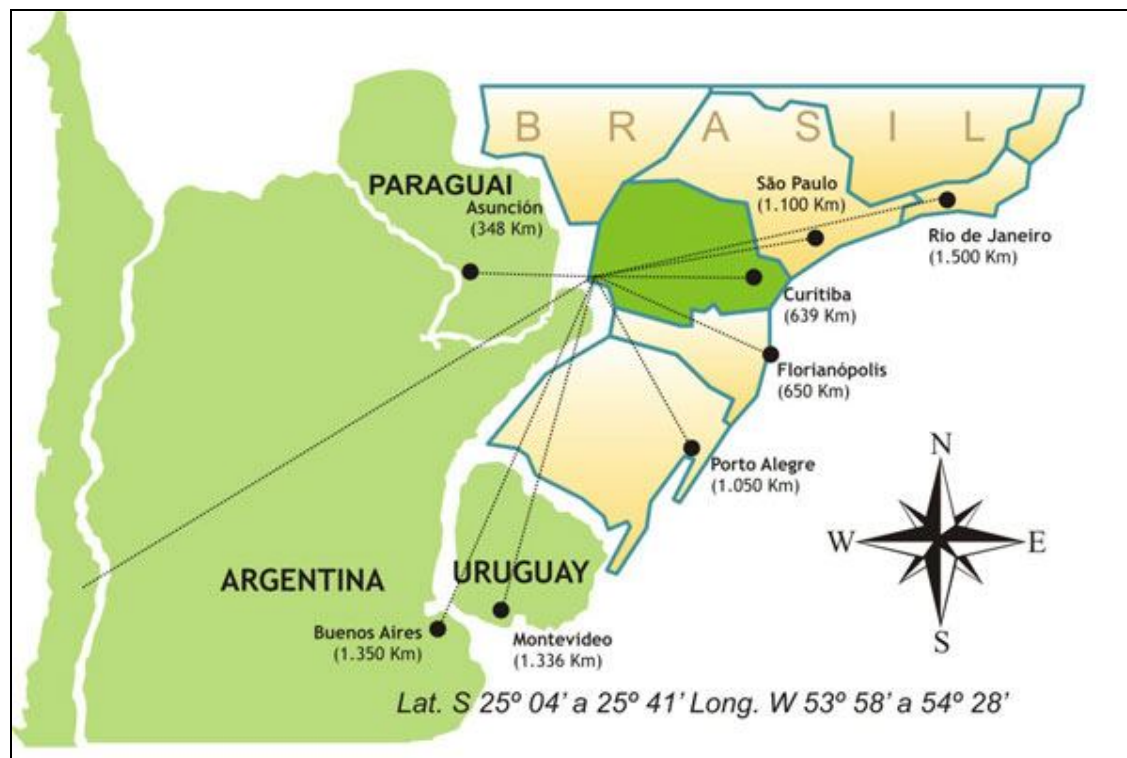 BRASIL
PARAGUAI
Asunción
(348 Km)
São Paulo
(1.100 Km)
Rio de Janeiro
(1.500 Km)
Curitiba
(639 Km)
Florianópolis
(650 Km)
Porto Alegre
(1.050 Km)
N
W
E
S
ARGENTINA
URUGUAY
Buenos Aires
(1.350 Km)
Montevideo
(1.336 Km)
Lat. S 25º 04’ a 25º 41’ Long. W 53º 58’ a 54º 28’